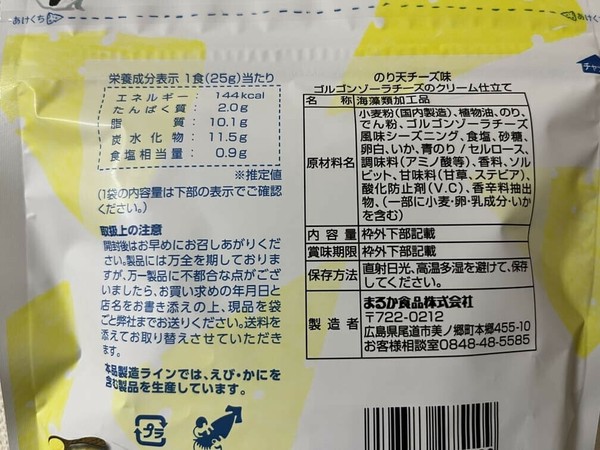 あけくち
あけくち
チャッ
栄養成分表示 1食(25g)当たり
エネルギー: 144kcal
たんぱく質: 2.0g
脂質: 10.1g
炭水化物: 11.5g
食塩相当量: 0.9g
※推定値
(1袋の内容量は下部の表示でご確認
ください。)
取扱上の注意
開封後はお早めにお召しあがりくだ
さい。製品には万全を期しております
が、万一製品に不都合な点がござ
いましたら、お買い求めの年月日と
店名をお書き添えの上、現品を袋
ごと弊社までお送りください。送料を
添えてお取り替えさせていただき
ます。
本品製造ラインでは、えび・かにを
含む製品を生産しています。
プラ
のり天チーズ味
ゴルゴンゾーラチーズのクリーム仕立て
名称 海藻類加工品
原材料名 小麦粉(国内製造)、植物油、のり、
でん粉、ゴルゴンゾーラチーズ
風味シーズニング、食塩、砂糖、
卵白、いか、青のり/セルロース、
調味料(アミノ酸等)、香料、ソル
ビット、甘味料(甘草、ステビア)、
酸化防止剤(V.C)、香辛料抽出
物、(一部に小麦・卵・乳成分・いか
を含む)
内容量 枠外下部記載
賞味期限 枠外下部記載
保存方法 直射日光、高温多湿を避けて、保存
してください。
製造者 まるか食品株式会社
〒722-0212
広島県尾道市美ノ郷町本郷455-10
お客様相談室0848-48-5585